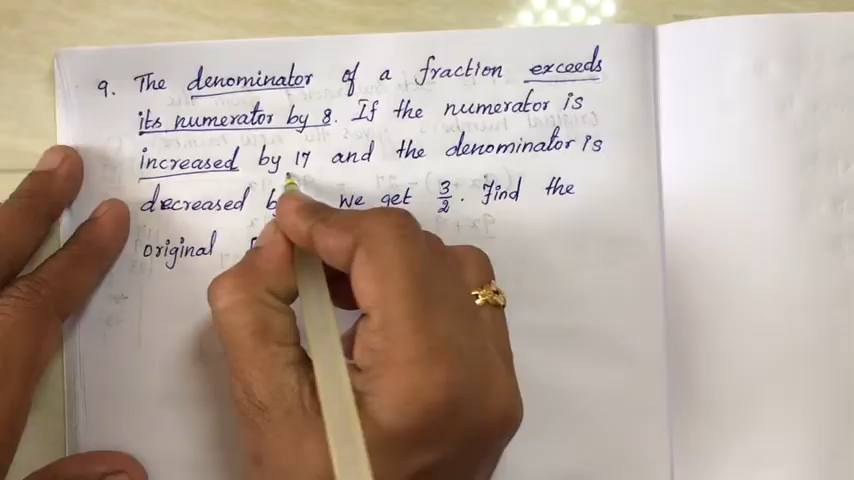 9. The denominator of a fraction exceeds
its numerator by 8. If the numerator is
increased by 17 and the denominator is
decreased by we get 3/2. Find the
original